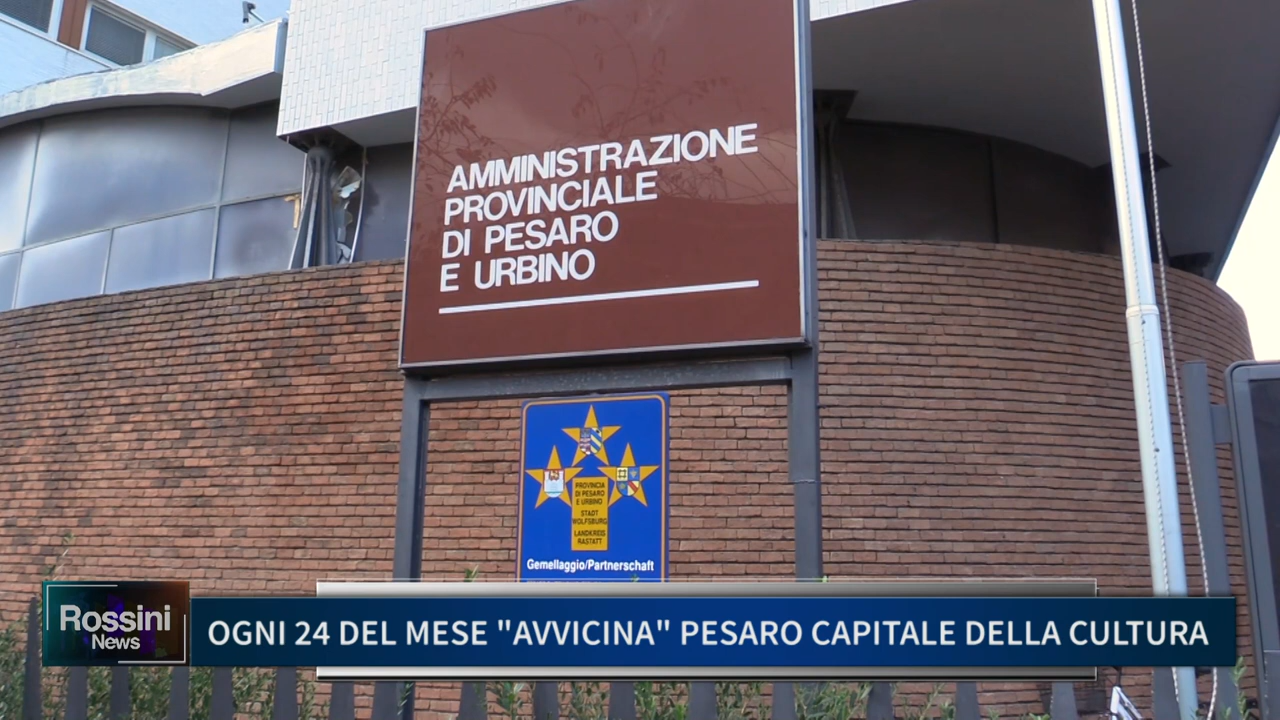 AMMINISTRAZIONE
PROVINCIALE
DI PESARO
E URBINO
PROVINCIA
DI PESARO
E URBINO
STADT
WOLFSBURG
LANDKREIS
RASTATT
Gemellaggio/Partnerschaft
Rossini
News
OGNI 24 DEL MESE "AVVICINA" PESARO CAPITALE DELLA CULTURA